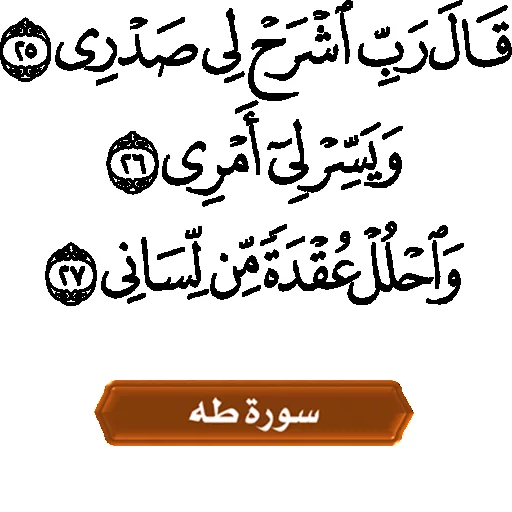 قَالَ رَبِّ ٱشْرَحْ لِى صَدْرِى ٢٥
وَيَسِّرْ لِىٓ أَمْرِى ٢٦
وَٱحْلُلْ عُقْدَةً مِّن لِّسَانِى ٢٧
سورة طه